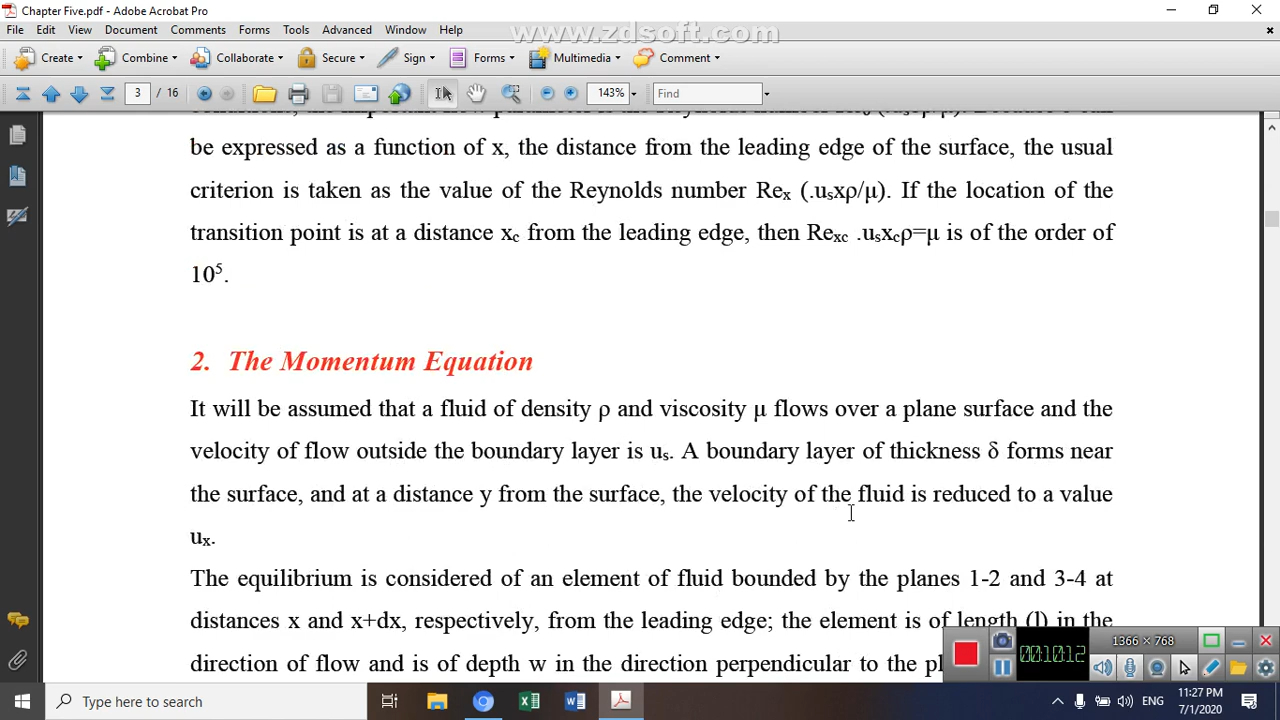 Chapter Five.pdf - Adobe Acrobat Pro
File Edit View Document Comments Forms Tools Advanced Window Help
www.zdsoft.com
Create Combine Collaborate Secure Sign Forms Multimedia Comment
3 / 16 143% Find
be expressed as a function of x, the distance from the leading edge of the surface, the usual
criterion is taken as the value of the Reynolds number Reₓ (.uₛxρ/μ). If the location of the
transition point is at a distance x_c from the leading edge, then Re_xc .uₛx_cρ=μ is of the order of
10⁵.
2. The Momentum Equation
It will be assumed that a fluid of density ρ and viscosity μ flows over a plane surface and the
velocity of flow outside the boundary layer is uₛ. A boundary layer of thickness δ forms near
the surface, and at a distance y from the surface, the velocity of the fluid is reduced to a value
uₓ.
The equilibrium is considered of an element of fluid bounded by the planes 1-2 and 3-4 at
distances x and x+dx, respectively, from the leading edge; the element is of length (l) in the
direction of flow and is of depth w in the direction perpendicular to the
1366 × 768
00:10:12
Type here to search
ENG
11:27 PM
7/1/2020